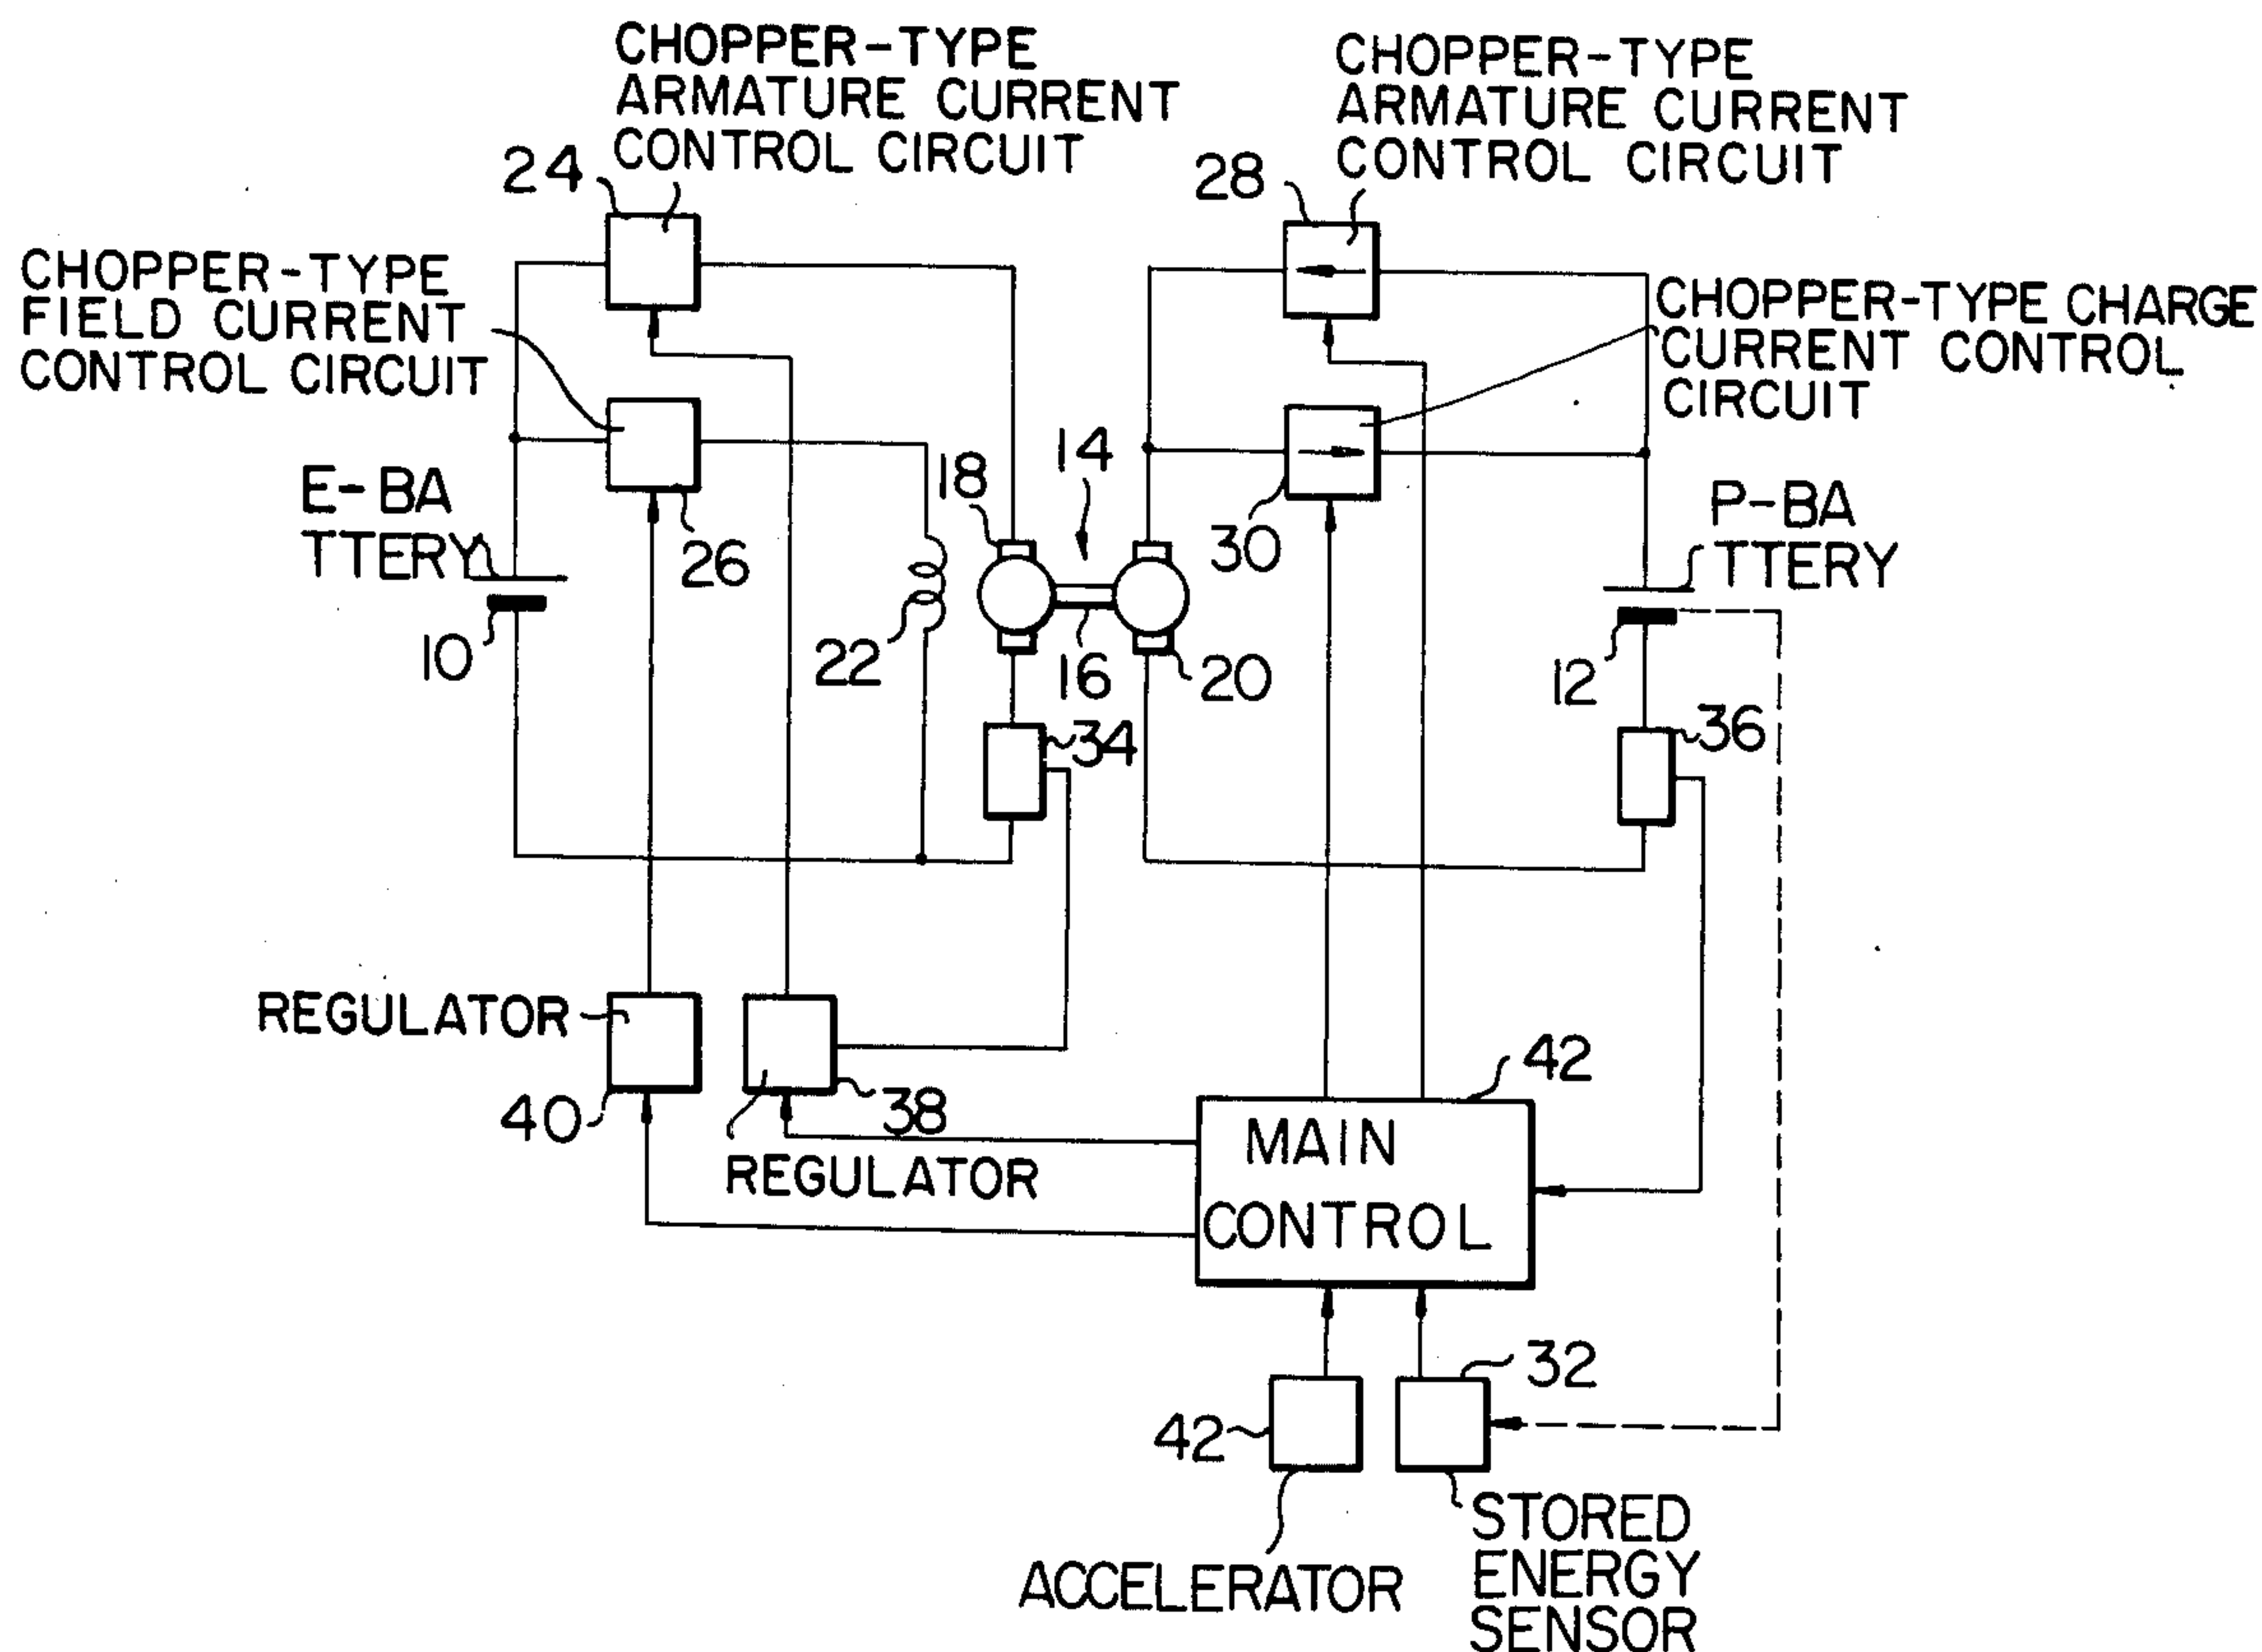 CHOPPER-TYPE
ARMATURE CURRENT
CONTROL CIRCUIT
CHOPPER-TYPE
ARMATURE CURRENT
CONTROL CIRCUIT
24
28
CHOPPER-TYPE
FIELD CURRENT
CONTROL CIRCUIT
CHOPPER-TYPE CHARGE
CURRENT CONTROL
CIRCUIT
E-BA
TTERY
26
18
14
30
P-BA
TTERY
10
22
16
20
12
34
36
REGULATOR
40
38
REGULATOR
42
MAIN
CONTROL
42
32
ACCELERATOR
STORED
ENERGY
SENSOR